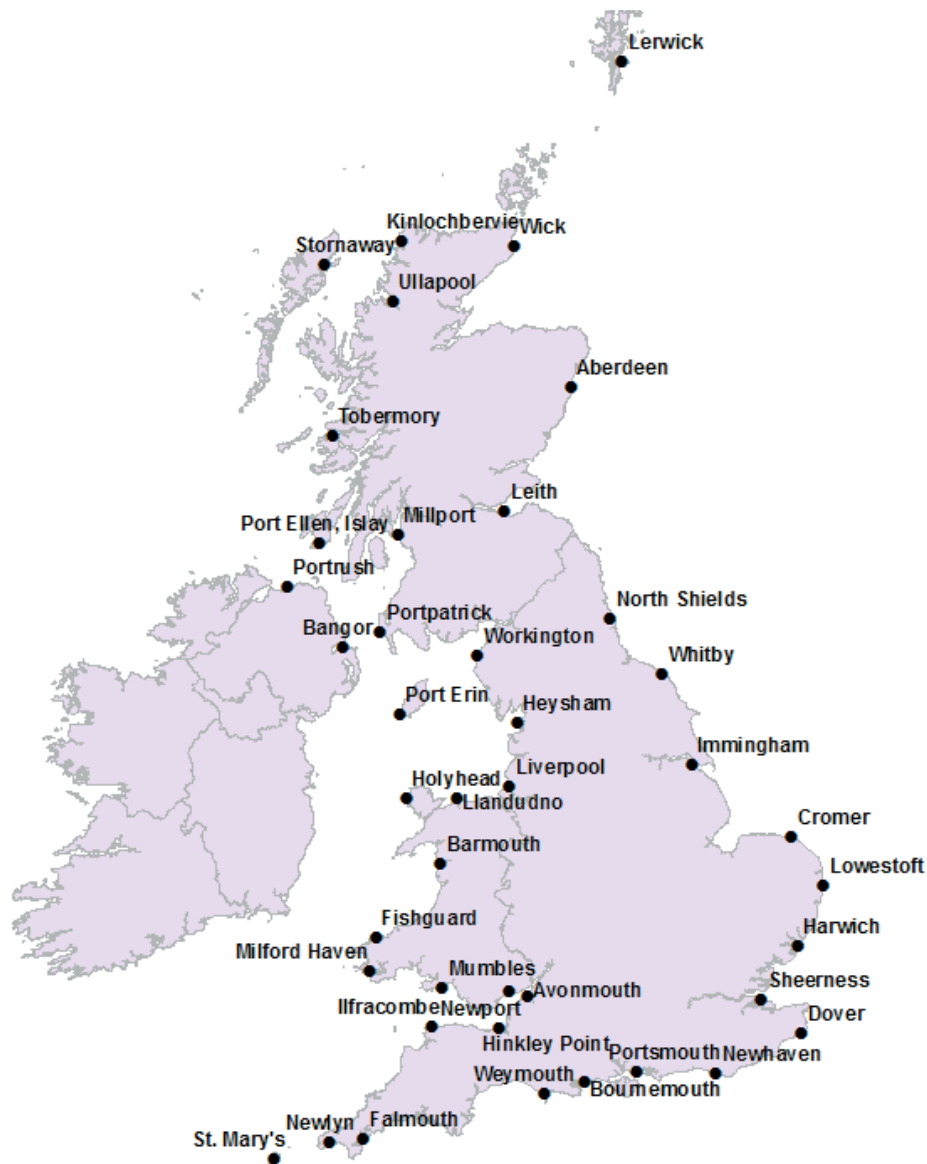 Lerwick
Kinlochbervie
Wick
Stornaway
Ullapool
Aberdeen
Tobermory
Leith
Port Ellen, Islay
Millport
Portrush
North Shields
Portpatrick
Bangor
Workington
Whitby
Port Erin
Heysham
Immingham
Liverpool
Holyhead
Llandudno
Cromer
Barmouth
Lowestoft
Fishguard
Harwich
Milford Haven
Mumbles
Sheerness
Avonmouth
Ilfracombe
Newport
Dover
Hinkley Point
Portsmouth
Newhaven
Weymouth
Bournemouth
Newlyn
Falmouth
St. Mary's